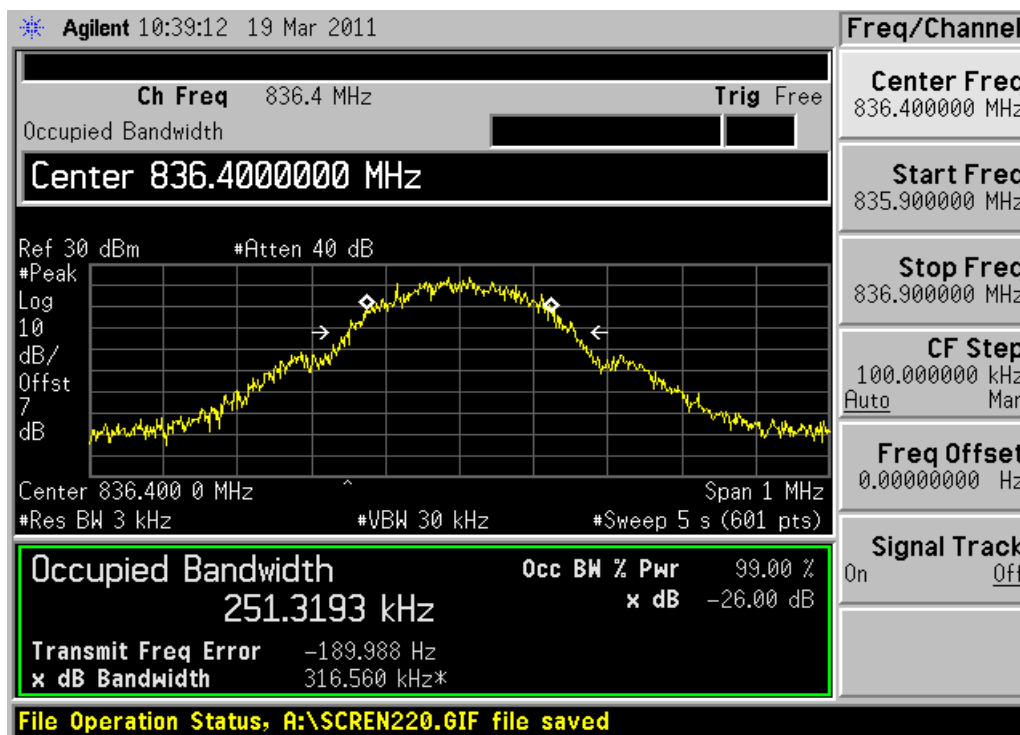 Agilent 10:39:12 19 Mar 2011
Ch Freq 836.4 MHz Trig Free
Occupied Bandwidth
Center 836.4000000 MHz
Ref 30 dBm #Atten 40 dB
#Peak
Log
10
dB/
Offst
7
dB
Center 836.400 0 MHz ^ Span 1 MHz
#Res BW 3 kHz #VBW 30 kHz #Sweep 5 s (601 pts)
Occupied Bandwidth
251.3193 kHz
Occ BW % Pwr 99.00 %
x dB -26.00 dB
Transmit Freq Error -189.988 Hz
x dB Bandwidth 316.560 kHz*
File Operation Status, A:\SCREN220.GIF file saved
Freq/Channel
Center Freq
836.400000 MHz
Start Freq
835.900000 MHz
Stop Freq
836.900000 MHz
CF Step
100.000000 kHz
Auto Man
Freq Offset
0.00000000 Hz
Signal Track
On Off